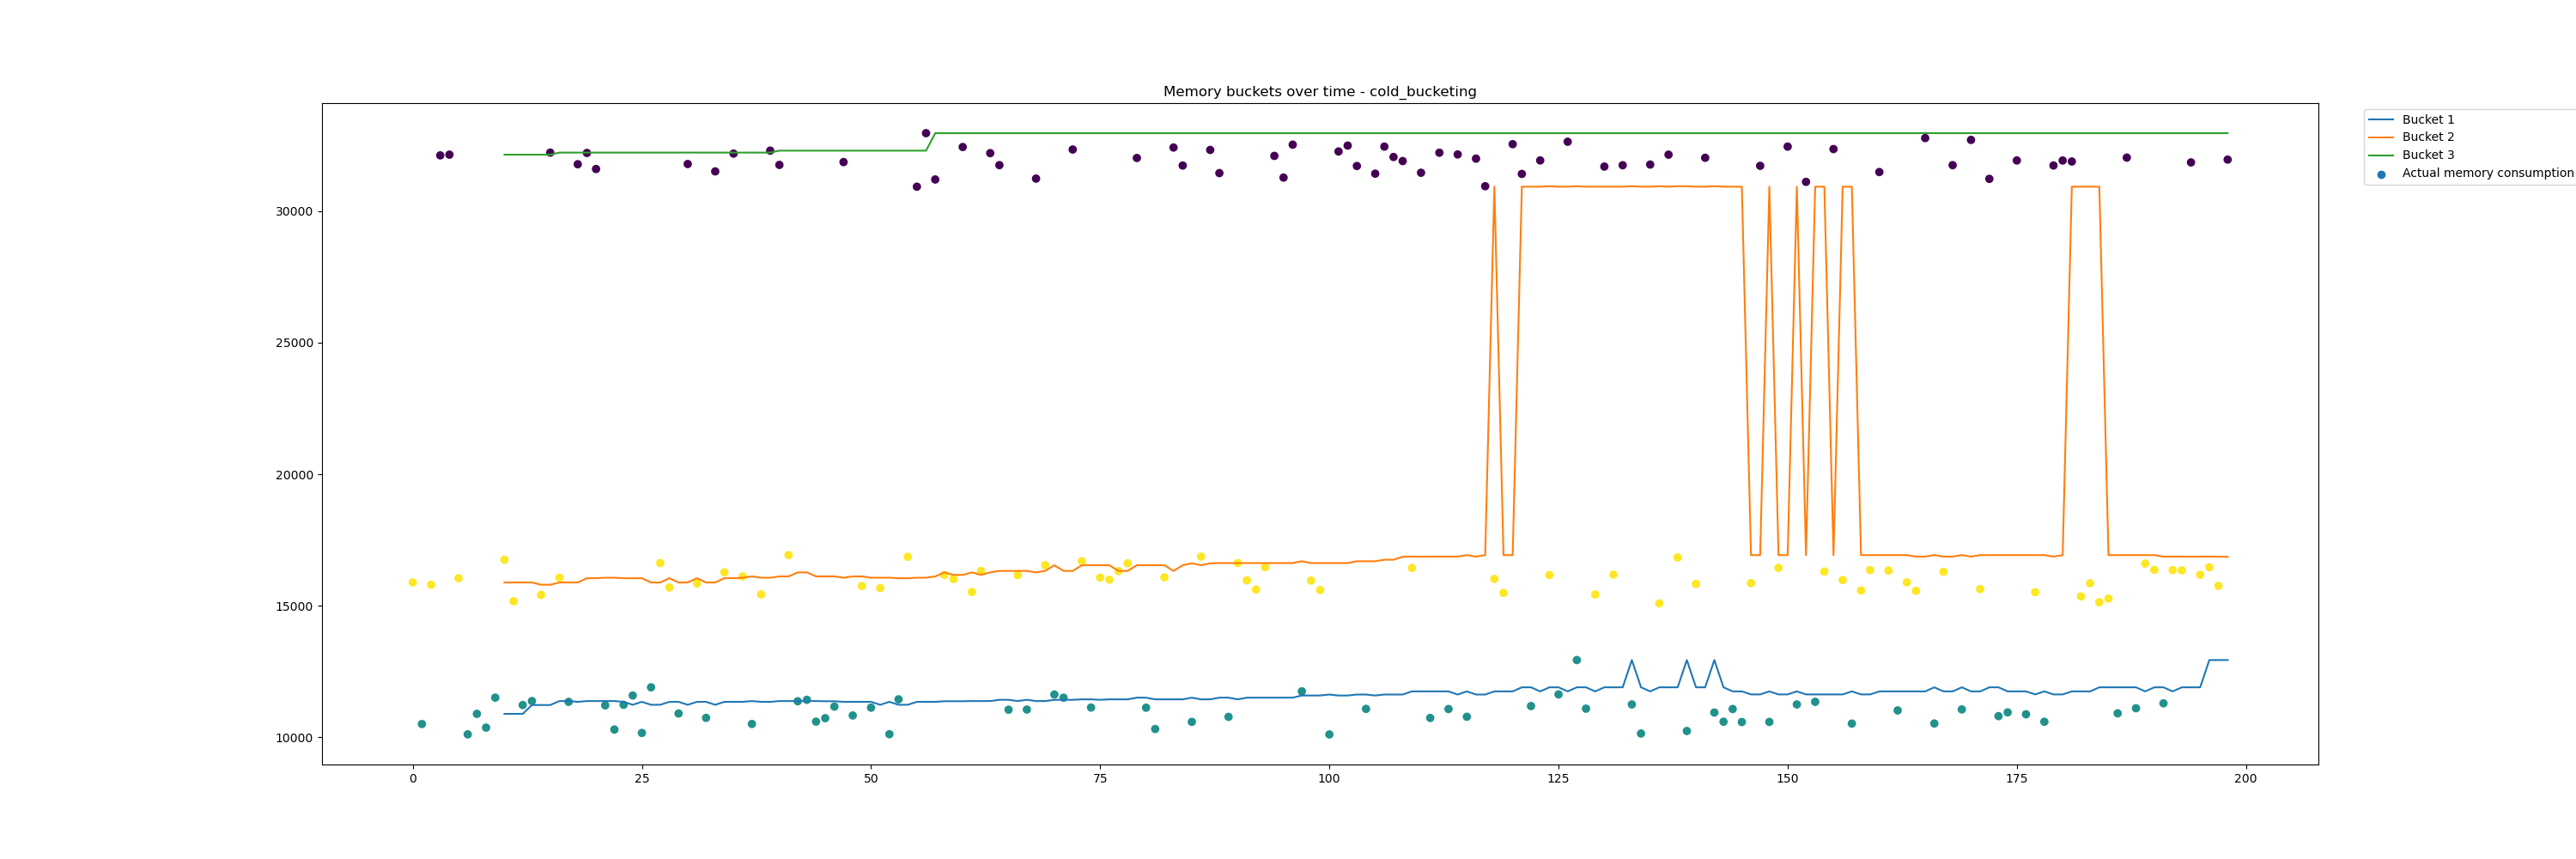 Memory buckets over time - cold_bucketing
Bucket 1
Bucket 2
Bucket 3
Actual memory consumption
30000
25000
20000
15000
10000
0 25 50 75 100 125 150 175 200